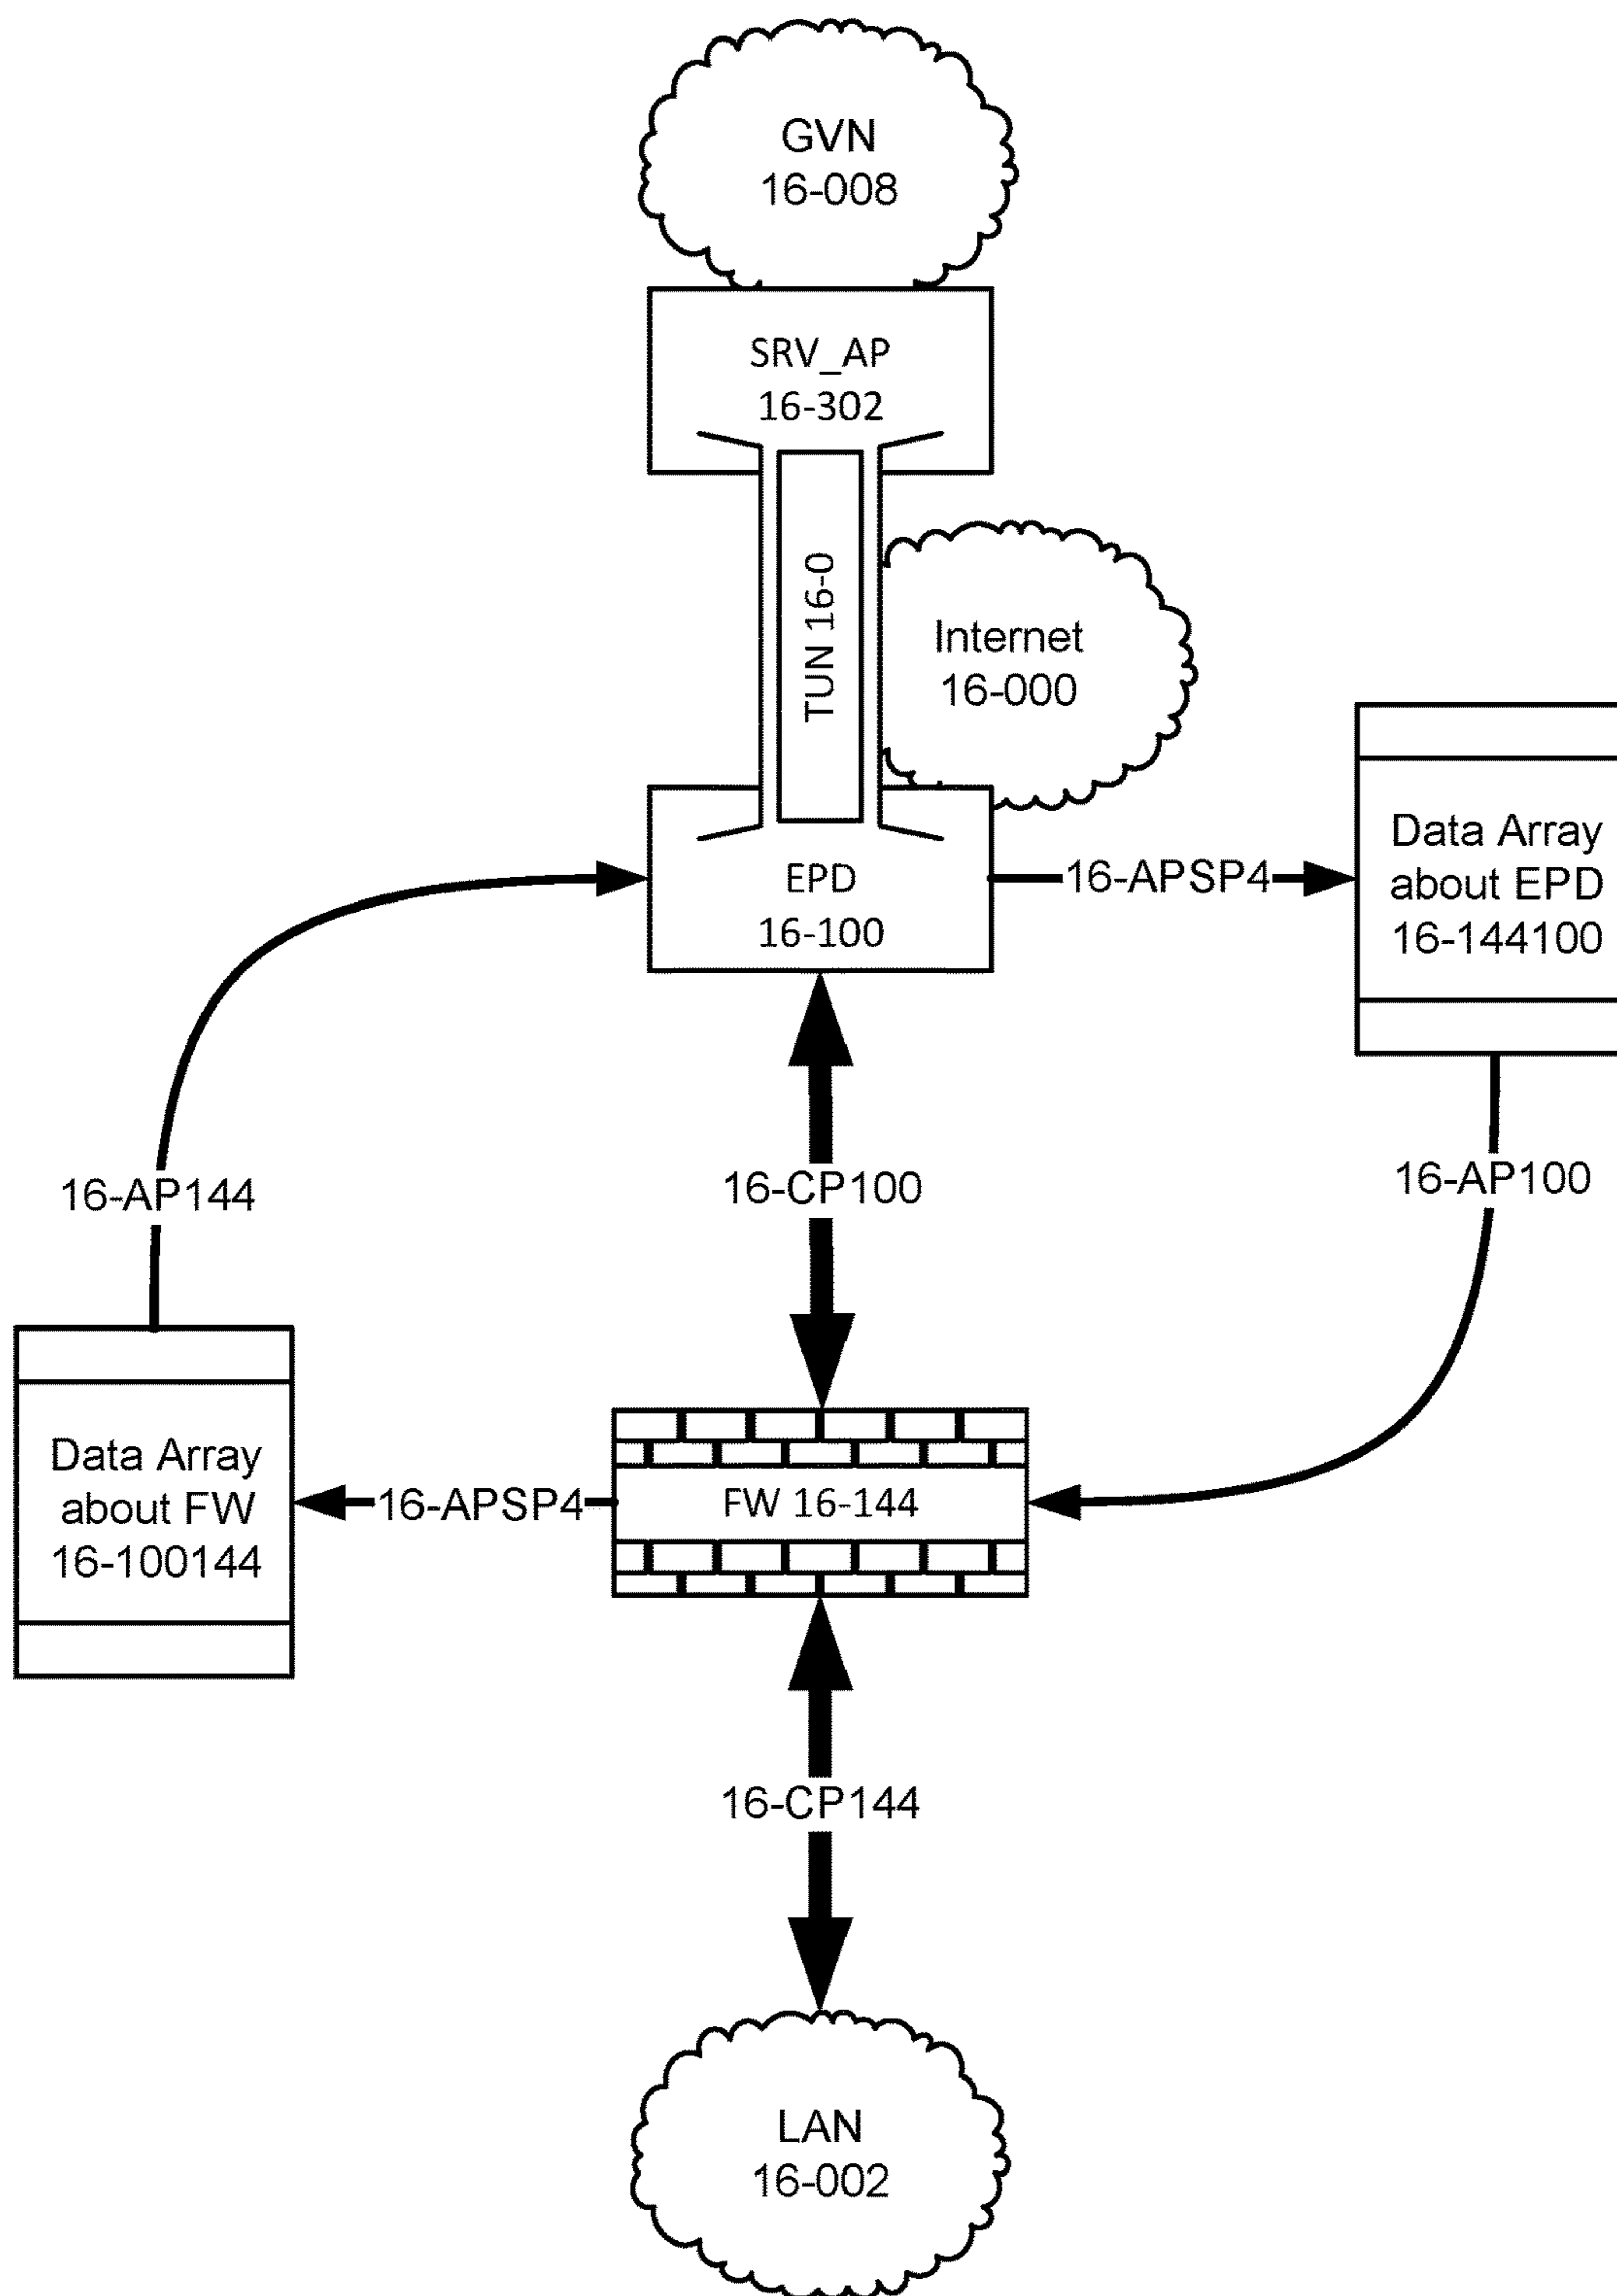 GVN
16-008
SRV_AP
16-302
TUN 16-0
Internet
16-000
EPD
16-100
16-APSP4
Data Array
about EPD
16-144100
16-AP144
16-CP100
16-AP100
Data Array
about FW
16-100144
16-APSP4
FW 16-144
16-CP144
LAN
16-002